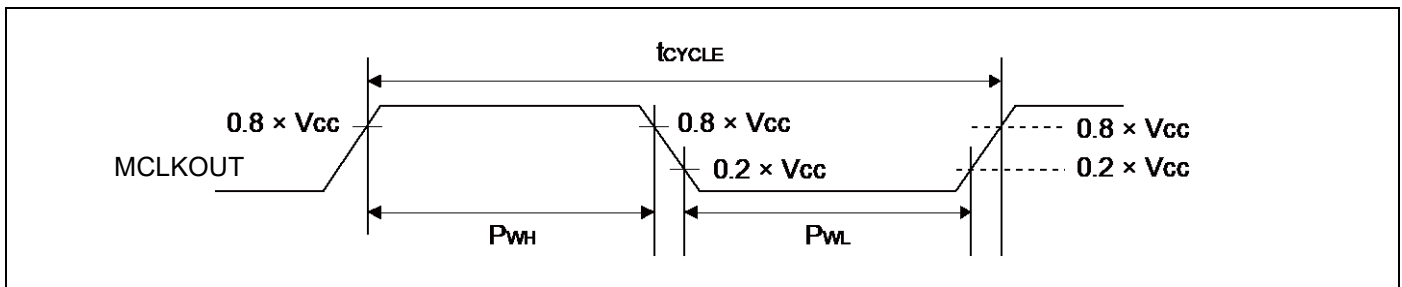 tCYCLE
0.8 × Vcc
0.8 × Vcc
0.8 × Vcc
MCLKOUT
0.2 × Vcc
0.2 × Vcc
PWH
PWL